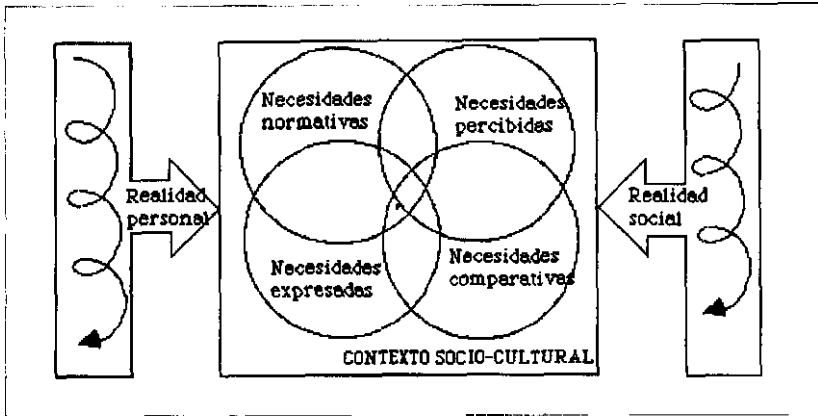 Necesidades
normativas
Necesidades
percibidas
Realidad
personal
Realidad
social
Necesidades
expresadas
Necesidades
comparativas
CONTEXTO SOCIO-CULTURAL